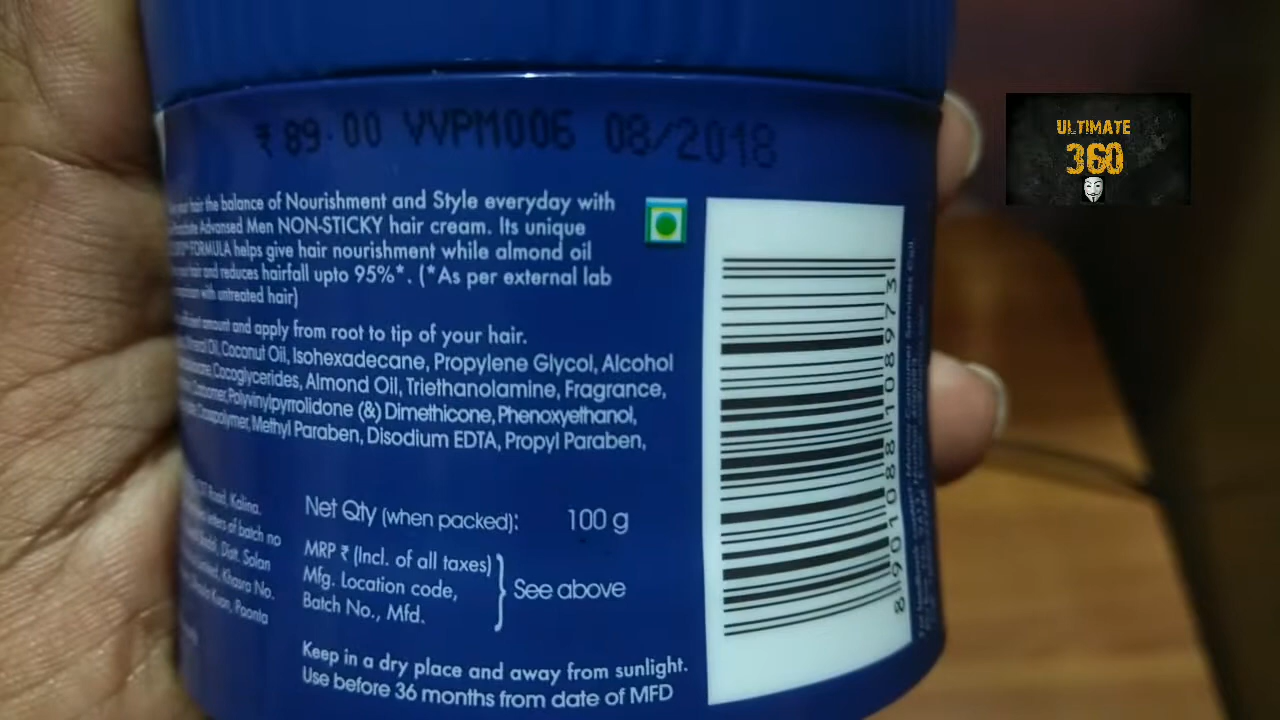 ₹ 89.00 VVPM006 08/2018
ULTIMATE
360
hair the balance of Nourishment and Style everyday with
Advansed Men NON-STICKY hair cream. Its unique
FORMULA helps give hair nourishment while almond oil
hair and reduces hairfall upto 95%*. (*As per external lab
with untreated hair)
amount and apply from root to tip of your hair.
Oil, Coconut Oil, Isohexadecane, Propylene Glycol, Alcohol
Cocoglycerides, Almond Oil, Triethanolamine, Fragrance,
Carbomer, Polyvinylpyrrolidone (&) Dimethicone, Phenoxyethanol,
Methyl Paraben, Disodium EDTA, Propyl Paraben,
Road, Kalina,
letters of batch no
Distt. Solan
Khasra No.
Paonta
Net Qty (when packed): 100 g
MRP ₹ (Incl. of all taxes)
Mfg. Location code,
Batch No., Mfd.
See above
Keep in a dry place and away from sunlight.
Use before 36 months from date of MFD
8901088108973